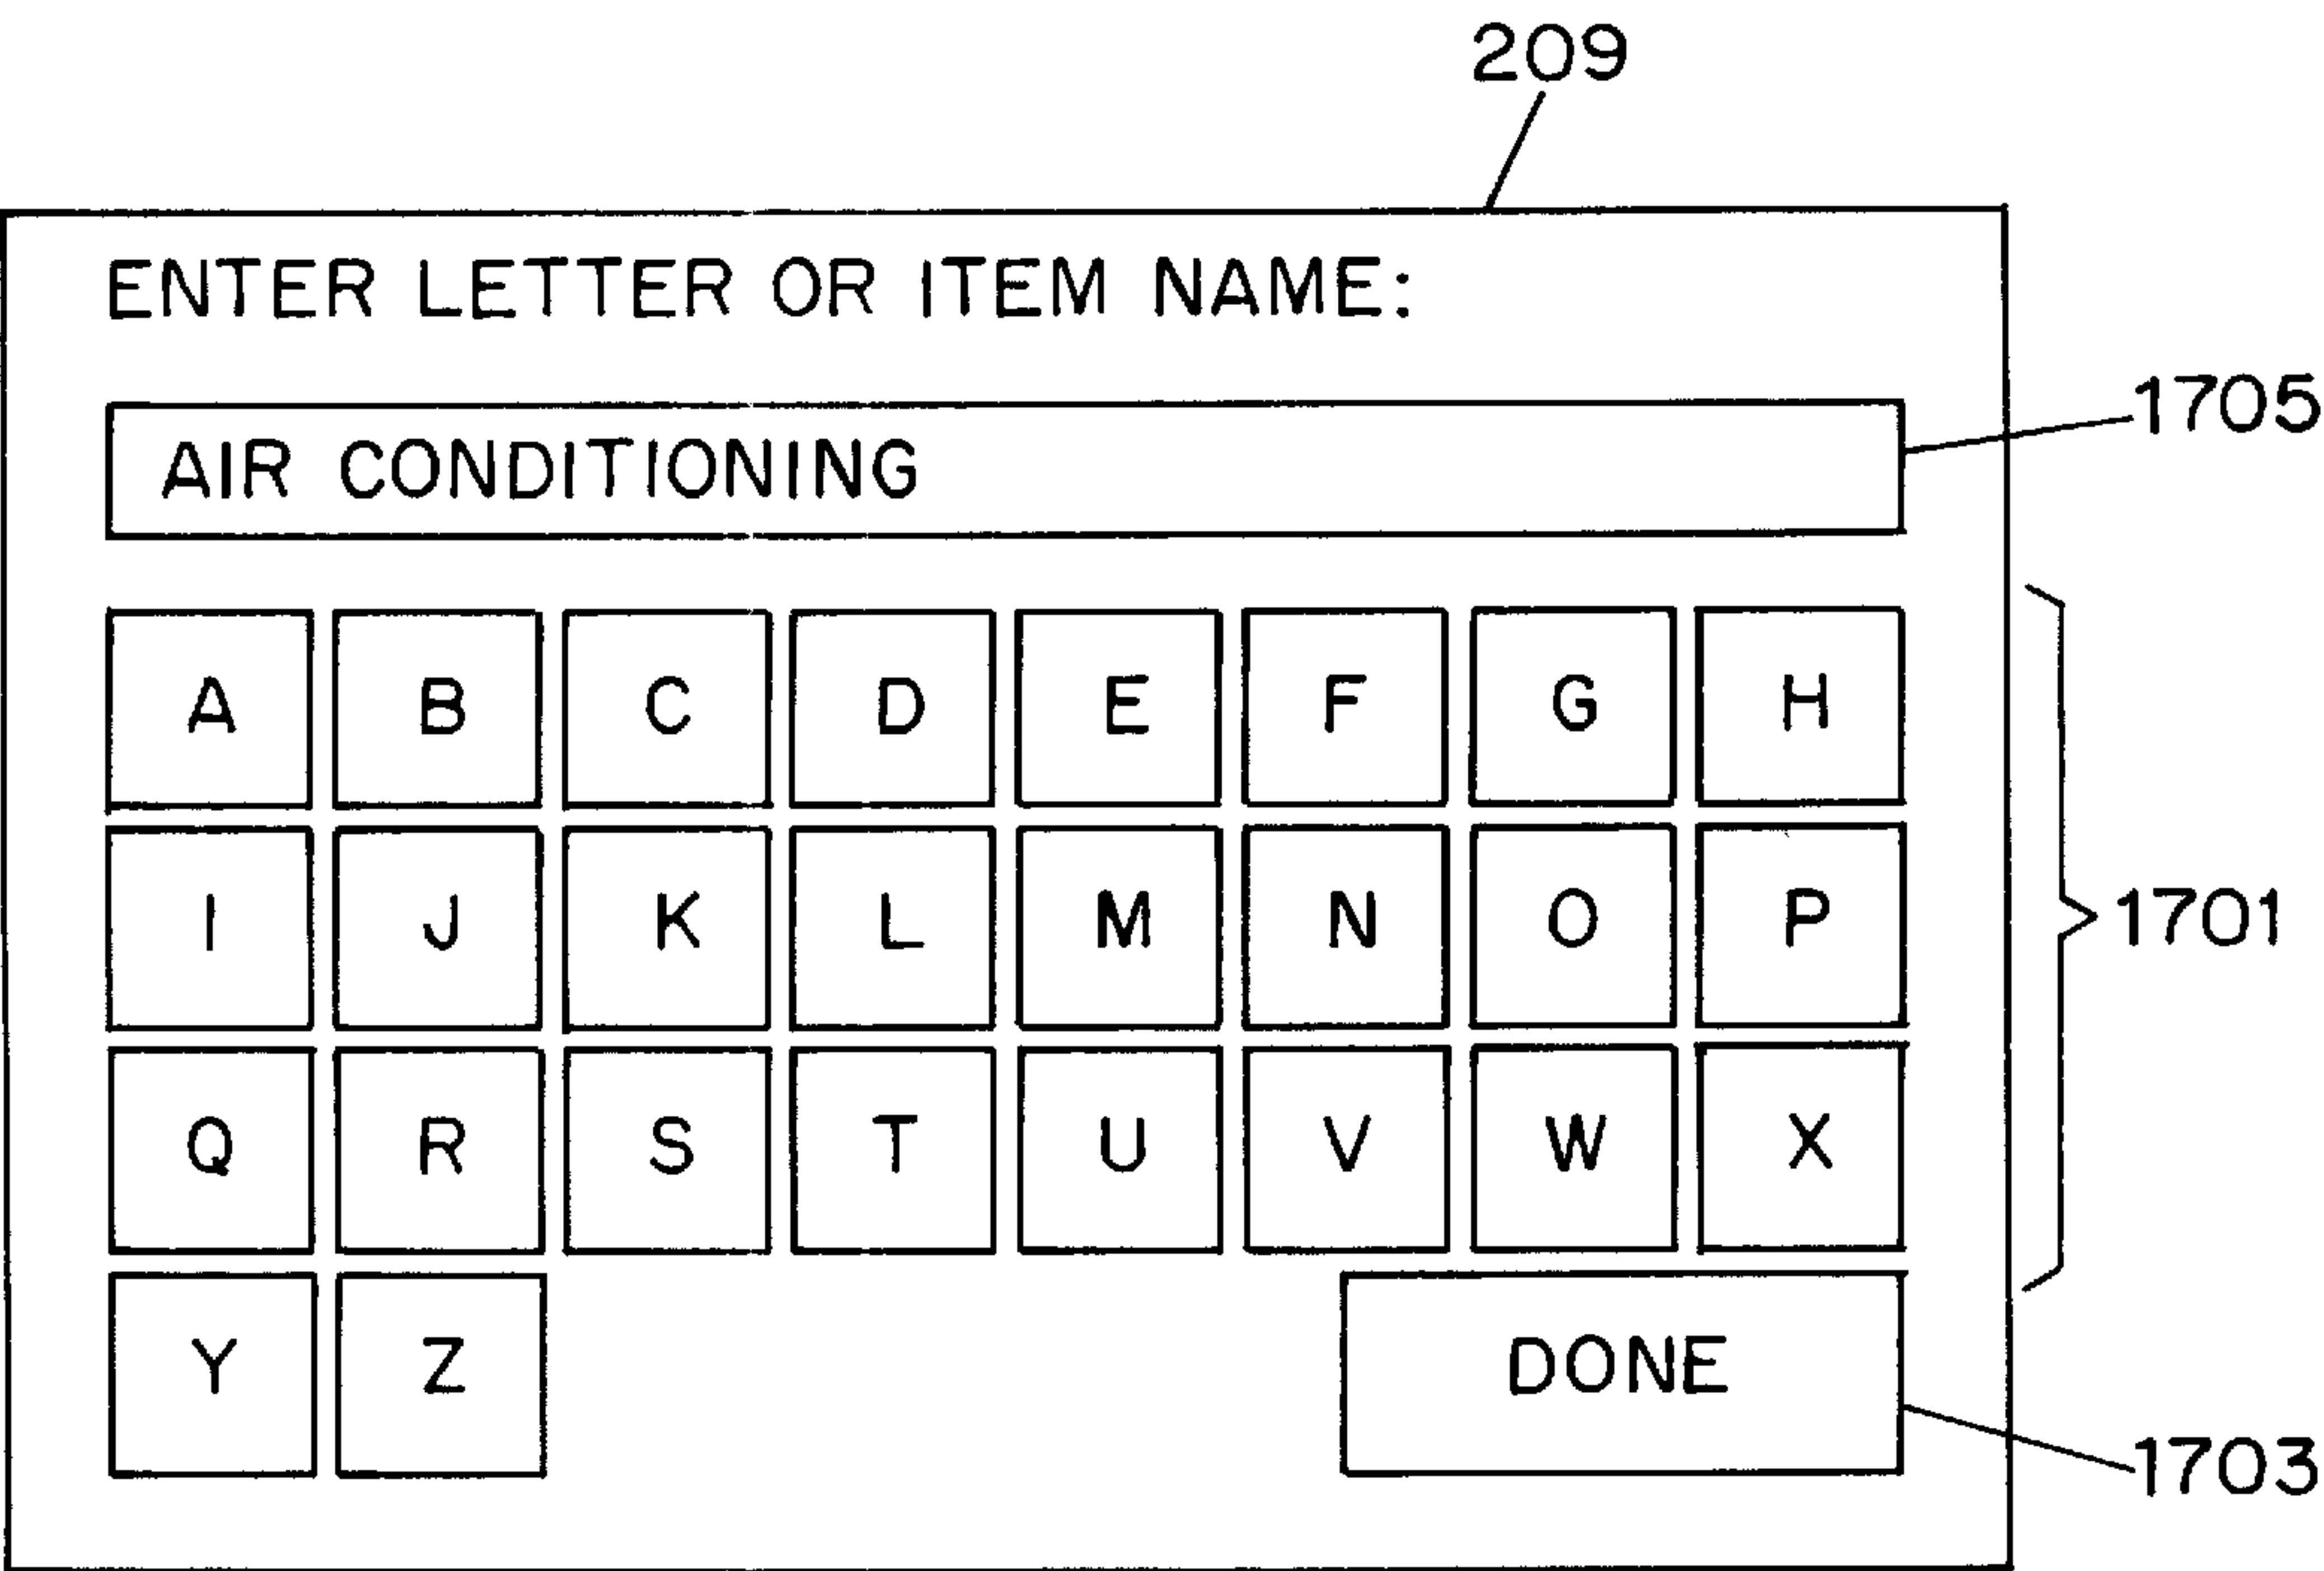 209
ENTER LETTER OR ITEM NAME:
1705
AIR CONDITIONING
A B C D E F G H
I J K L M N O P
1701
Q R S T U V W X
Y Z DONE
1703